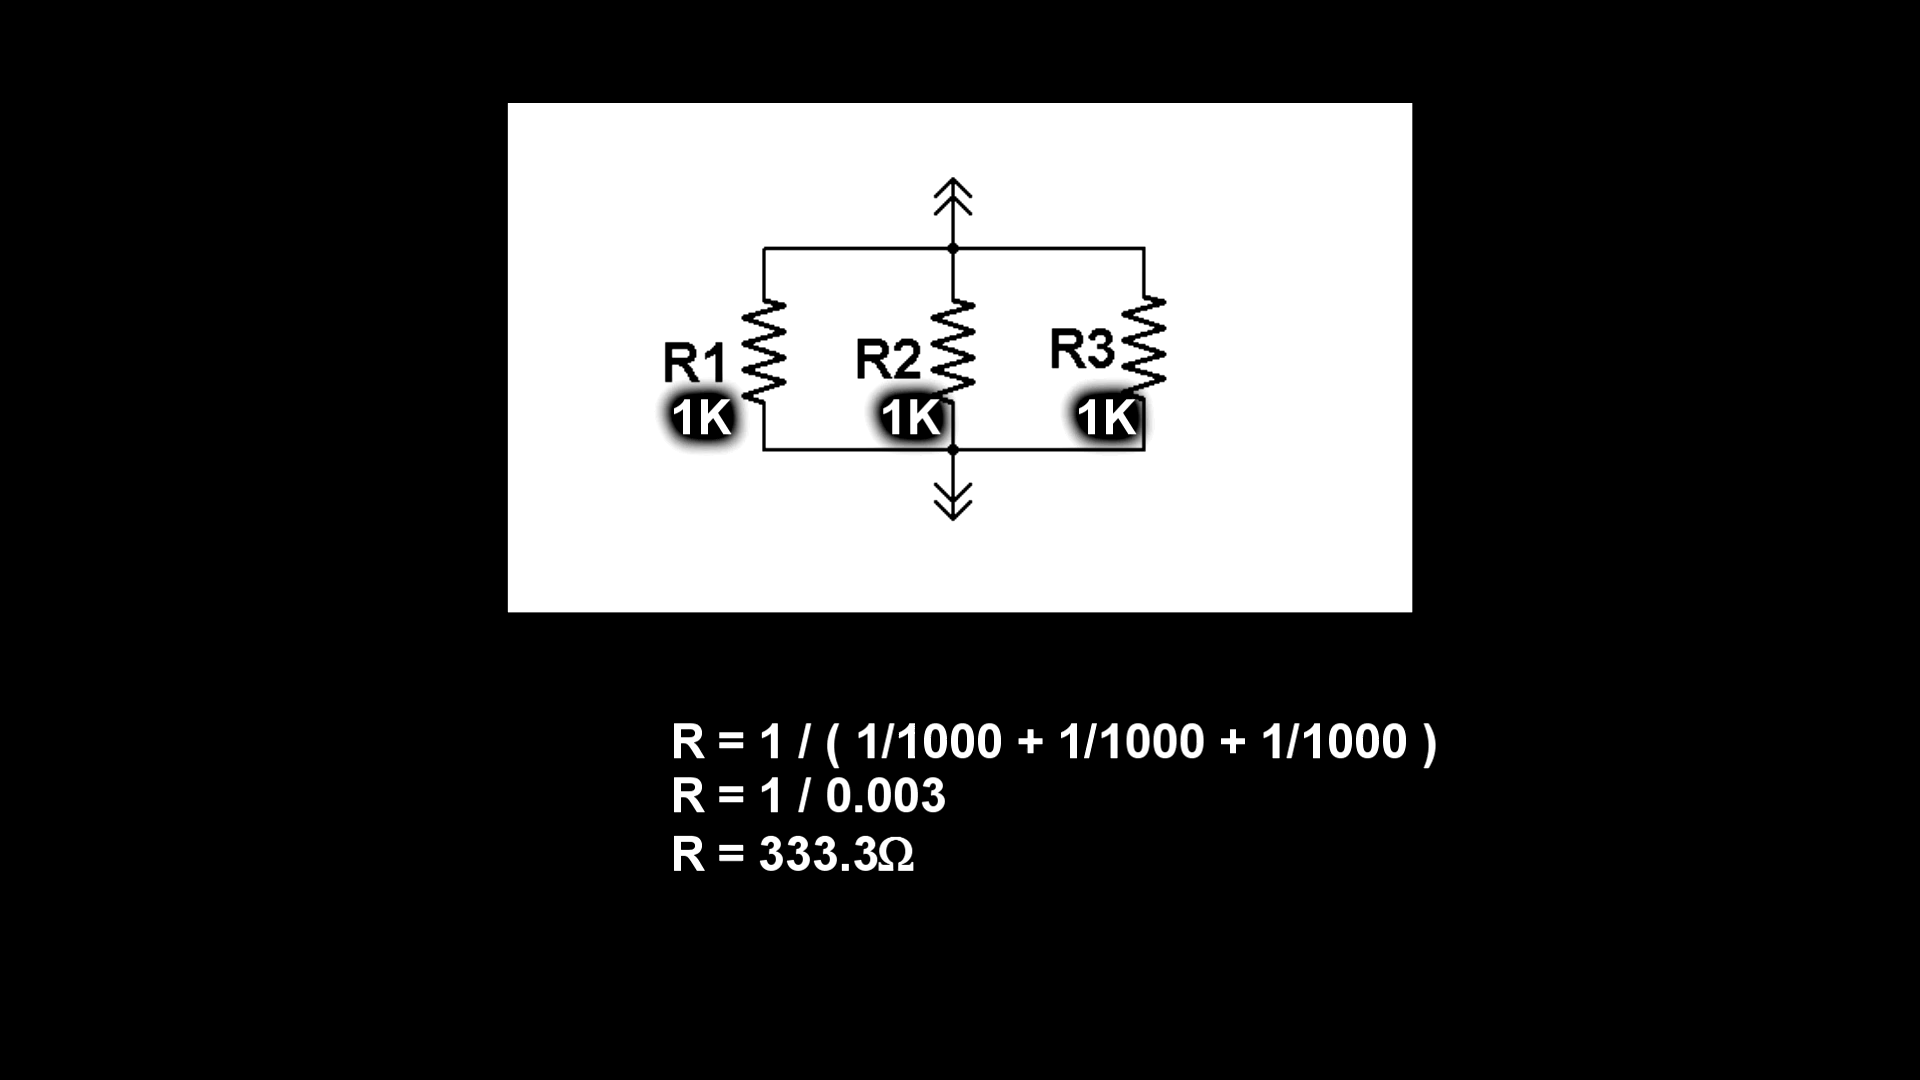 R1 R2 R3
1K 1K 1K
R = 1 / ( 1/1000 + 1/1000 + 1/1000 )
R = 1 / 0.003
R = 333.3Ω